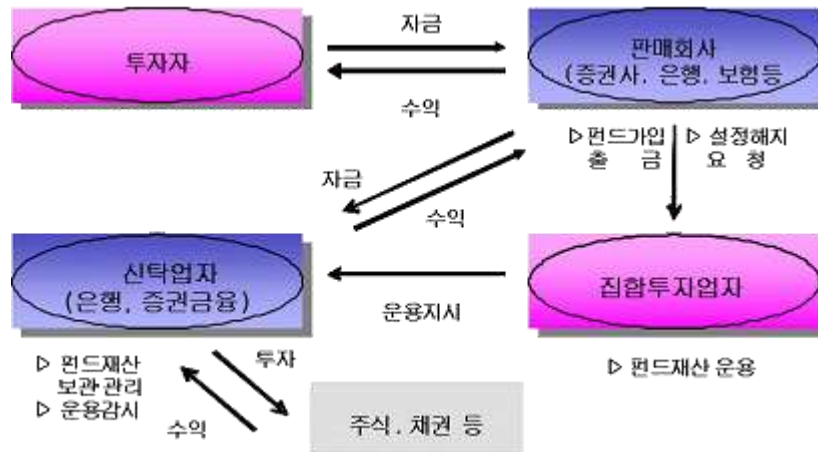 자금
투자자
판매회사
(증권사, 은행, 보험등
수익
▷펀드가입 ▷설정해지
출 금 요 청
자금
수익
신탁업자
(은행, 증권금융)
운용지시
집합투자업자
▷ 펀드재산
보관·관리
▷ 운용감시
투자
▷ 펀드재산 운용
수익
주식, 채권 등